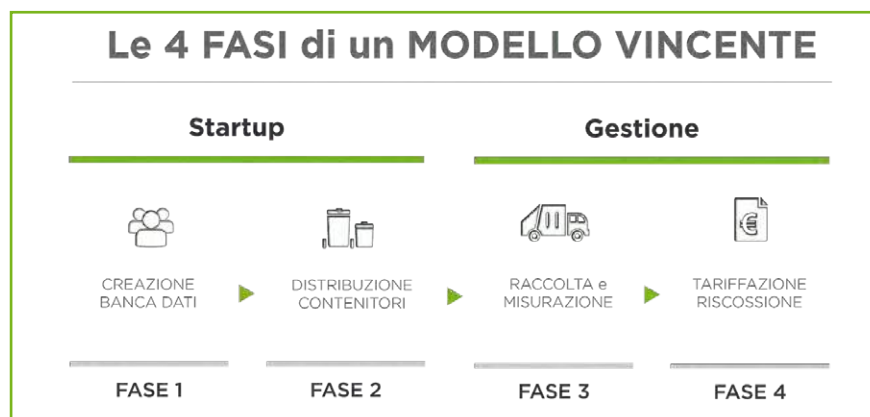 Le 4 FASI di un MODELLO VINCENTE
Startup
Gestione
CREAZIONE
BANCA DATI
DISTRIBUZIONE
CONTENITORI
RACCOLTA e
MISURAZIONE
TARIFFAZIONE
RISCOSSIONE
FASE 1
FASE 2
FASE 3
FASE 4